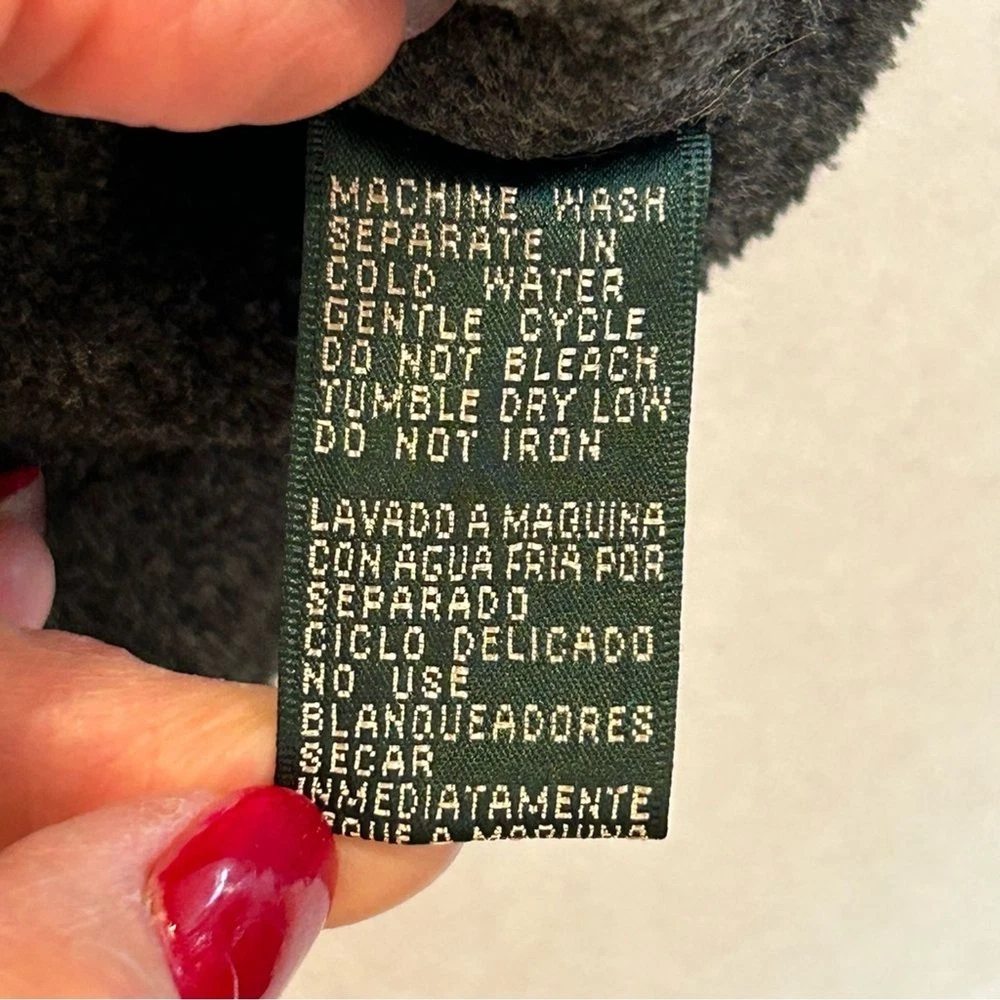 MACHINE WASH
SEPARATE IN
COLD WATER
GENTLE CYCLE
DO NOT BLEACH
TUMBLE DRY LOW
DO NOT IRON
LAVADO A MAQUINA
CON AGUA FRIA POR
SEPARADO
CICLO DELICADO
NO USE
BLANQUEADORES
SECAR
INMEDIATAMENTE
A